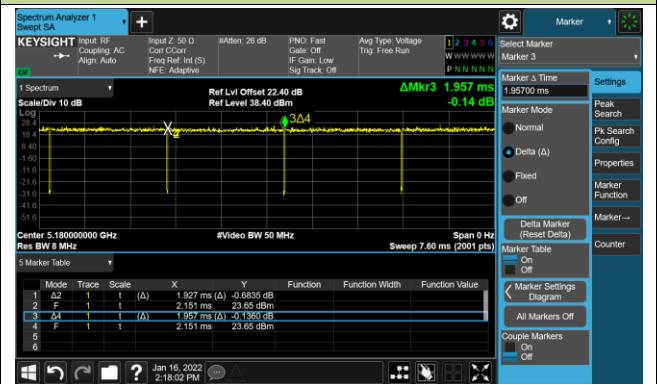 Spectrum Analyzer 1
Swept SA
+
Marker
KEYSIGHT
Input: RF
Coupling: AC
Align: Auto
Input Z: 50 Ω
Corr CCorr
Freq Ref: Int (S)
NFE: Adaptive
#Atten: 26 dB
PNO: Fast
Gate: Off
IF Gain: Low
Sig Track: Off
Avg Type: Voltage
Trig: Free Run
1 2 3 4 5 6
W W W W W W
P N N N N N
Select Marker
Marker 3
1 Spectrum
Scale/Div 10 dB
Log
Ref Lvl Offset 22.40 dB
Ref Level 38.40 dBm
ΔMkr3 1.957 ms
-0.14 dB
28.4
18.4
8.40
-1.60
-11.6
-21.6
-31.6
-41.6
-51.6
X2
3Δ4
Center 5.180000000 GHz
Res BW 8 MHz
#Video BW 50 MHz
Span 0 Hz
Sweep 7.60 ms (2001 pts)
5 Marker Table
Mode Trace Scale X Y Function Function Width Function Value
1 Δ2 1 t (Δ) 1.927 ms (Δ) -0.6835 dB
2 F 1 t 2.151 ms 23.65 dBm
3 Δ4 1 t (Δ) 1.957 ms (Δ) -0.1360 dB
4 F 1 t 2.151 ms 23.65 dBm
5
6
Marker Δ Time
1.95700 ms
Marker Mode
Normal
Delta (Δ)
Fixed
Off
Delta Marker
(Reset Delta)
Marker Table
On
Off
Marker Settings
Diagram
All Markers Off
Couple Markers
On
Off
Settings
Peak
Search
Pk Search
Config
Properties
Marker
Function
Marker→
Counter
?
Jan 16, 2022
2:18:02 PM